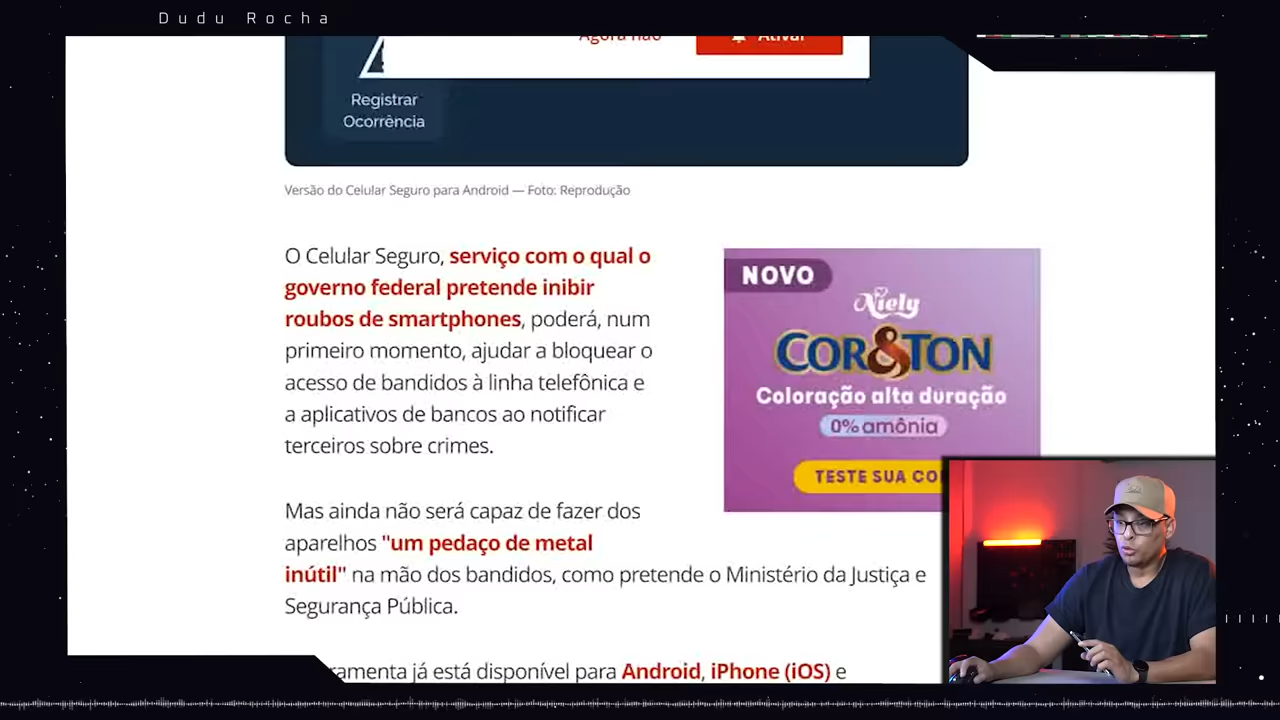 Dudu Rocha
Agora não
Ativar
Registrar
Ocorrência
Versão do Celular Seguro para Android — Foto: Reprodução
O Celular Seguro, serviço com o qual o
governo federal pretende inibir
roubos de smartphones, poderá, num
primeiro momento, ajudar a bloquear o
acesso de bandidos à linha telefônica e
a aplicativos de bancos ao notificar
terceiros sobre crimes.
NOVO
Niely
COR&TON
Coloração alta duração
0% amônia
TESTE SUA CO
Mas ainda não será capaz de fazer dos
aparelhos "um pedaço de metal
inútil" na mão dos bandidos, como pretende o Ministério da Justiça e
Segurança Pública.
ramenta já está disponível para Android, iPhone (iOS) e